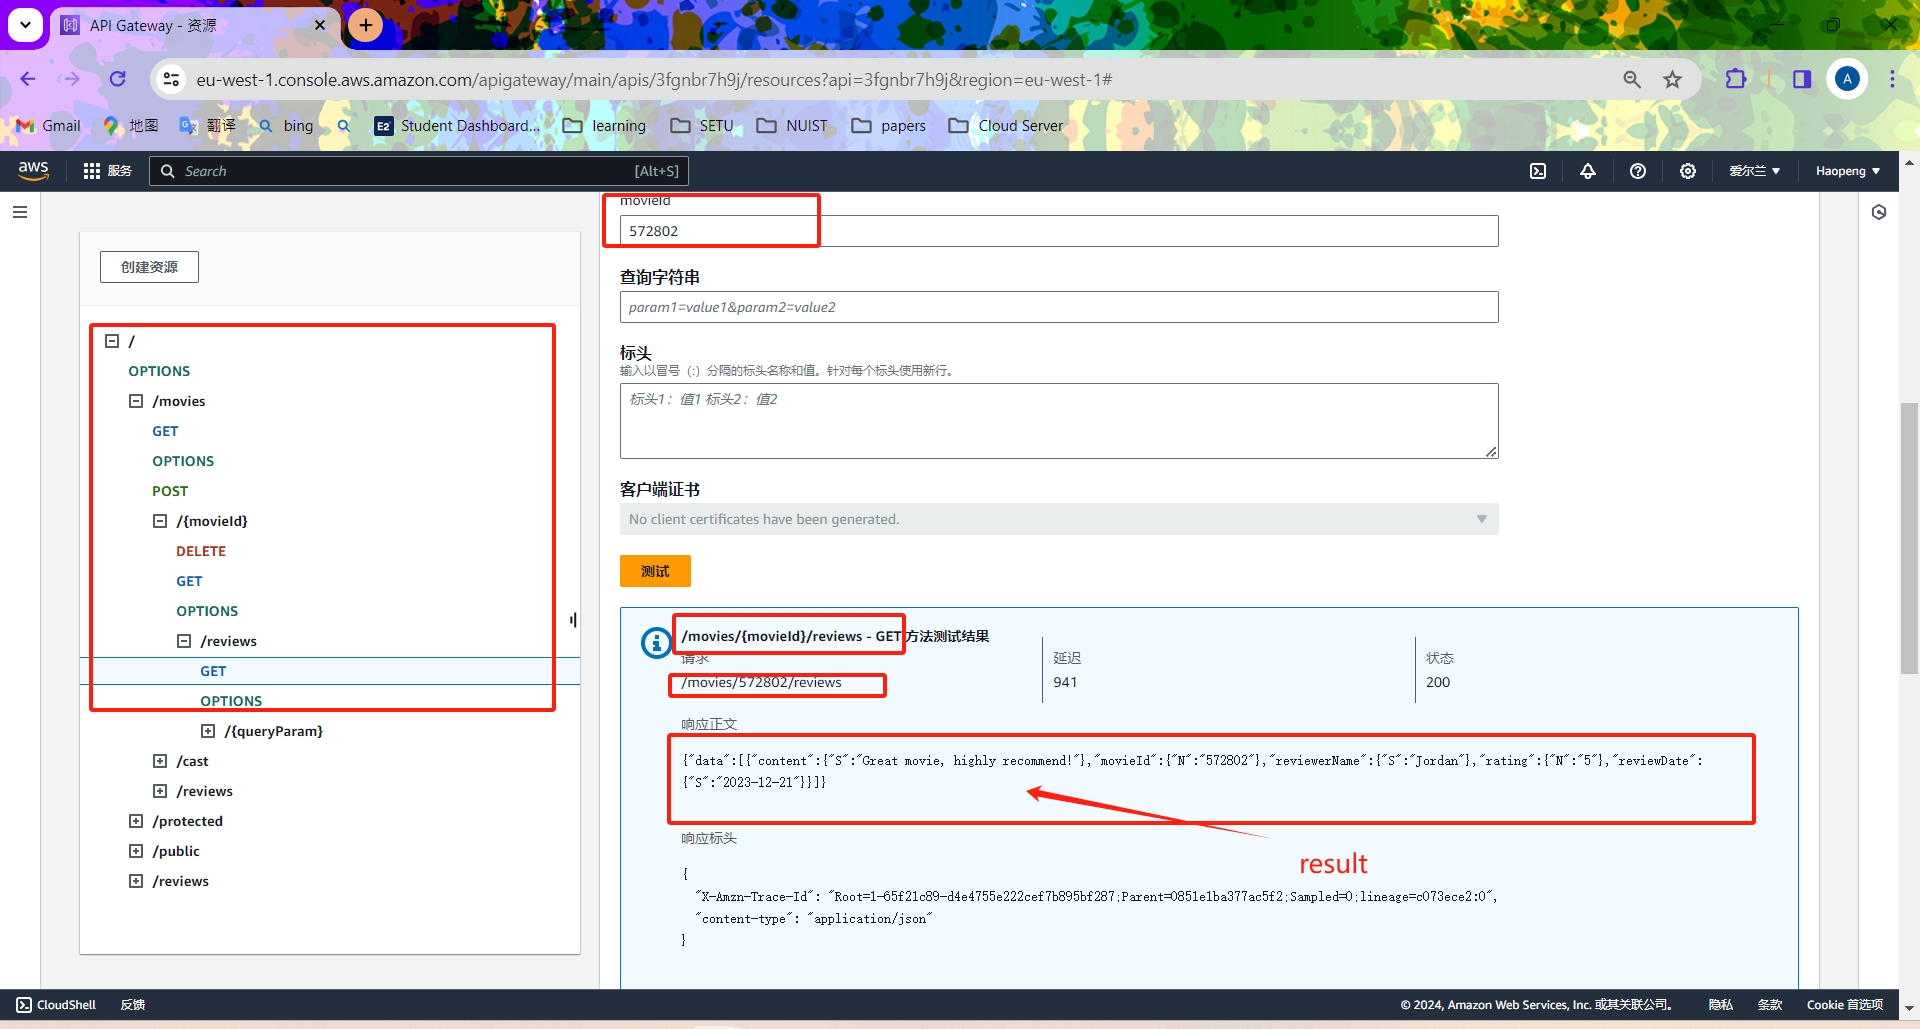 API Gateway - 资源
eu-west-1.console.aws.amazon.com/apigateway/main/apis/3fgnbr7h9j/resources?api=3fgnbr7h9j&region=eu-west-1#
A
Gmail
地图
翻译
bing
E2 Student Dashboard...
learning
SETU
NUIST
papers
Cloud Server
aws
服务
Search
[Alt+S]
爱尔兰
Haopeng
创建资源
/
OPTIONS
/movies
GET
OPTIONS
POST
/{movieId}
DELETE
GET
OPTIONS
/reviews
GET
OPTIONS
/{queryParam}
/cast
/reviews
/protected
/public
/reviews
movieId
572802
查询字符串
param1=value1&param2=value2
标头
输入以冒号 (:) 分隔的标头名称和值。针对每个标头使用新行。
标头1：值1 标头2：值2
客户端证书
No client certificates have been generated.
测试
/movies/{movieId}/reviews - GET 方法测试结果
请求
/movies/572802/reviews
延迟
941
状态
200
响应正文
{"data":[{"content":{"S":"Great movie, highly recommend!"},"movieId":{"N":"572802"},"reviewerName":{"S":"Jordan"},"rating":{"N":"5"},"reviewDate":
{"S":"2023-12-21"}}]}
result
响应标头
{
"X-Amzn-Trace-Id": "Root=1-65f21c89-d4e4755e222cef7b895bf287;Parent=0851e1ba377ac5f2;Sampled=0;lineage=c073ece2:0",
"content-type": "application/json"
}
CloudShell
反馈
© 2024, Amazon Web Services, Inc. 或其关联公司。
隐私
条款
Cookie 首选项